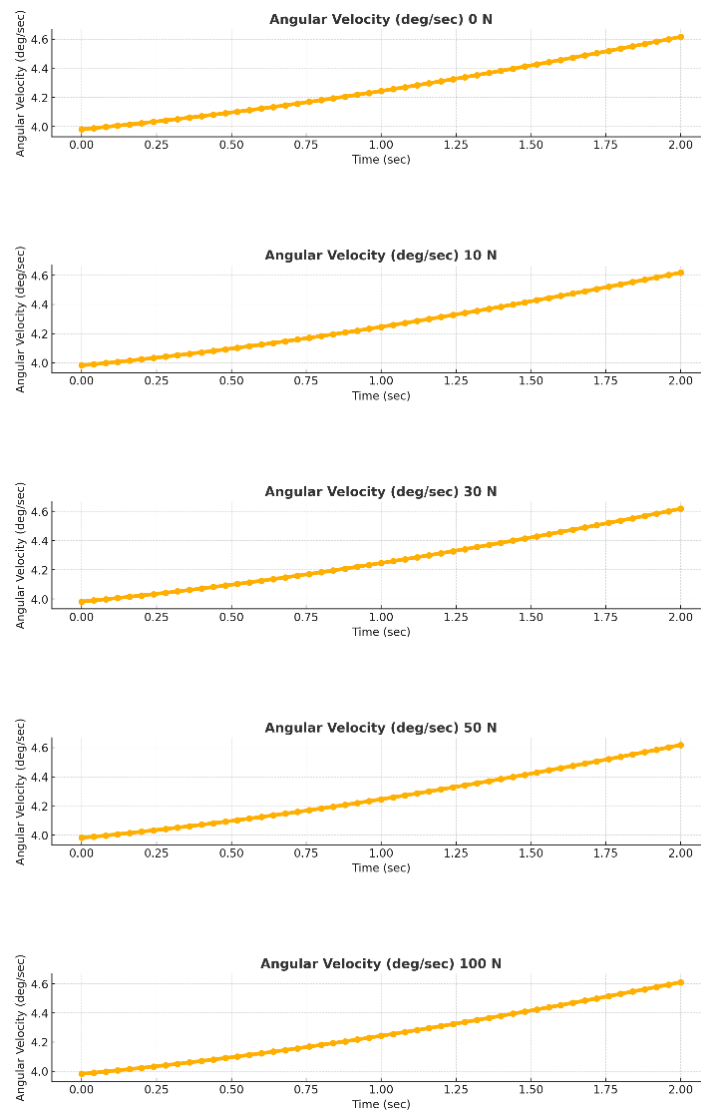 Angular Velocity (deg/sec) 0 N
Angular Velocity (deg/sec)
4.6
4.4
4.2
4.0
0.00 0.25 0.50 0.75 1.00 1.25 1.50 1.75 2.00
Time (sec)
Angular Velocity (deg/sec) 10 N
Angular Velocity (deg/sec)
4.6
4.4
4.2
4.0
0.00 0.25 0.50 0.75 1.00 1.25 1.50 1.75 2.00
Time (sec)
Angular Velocity (deg/sec) 30 N
Angular Velocity (deg/sec)
4.6
4.4
4.2
4.0
0.00 0.25 0.50 0.75 1.00 1.25 1.50 1.75 2.00
Time (sec)
Angular Velocity (deg/sec) 50 N
Angular Velocity (deg/sec)
4.6
4.4
4.2
4.0
0.00 0.25 0.50 0.75 1.00 1.25 1.50 1.75 2.00
Time (sec)
Angular Velocity (deg/sec) 100 N
Angular Velocity (deg/sec)
4.6
4.4
4.2
4.0
0.00 0.25 0.50 0.75 1.00 1.25 1.50 1.75 2.00
Time (sec)